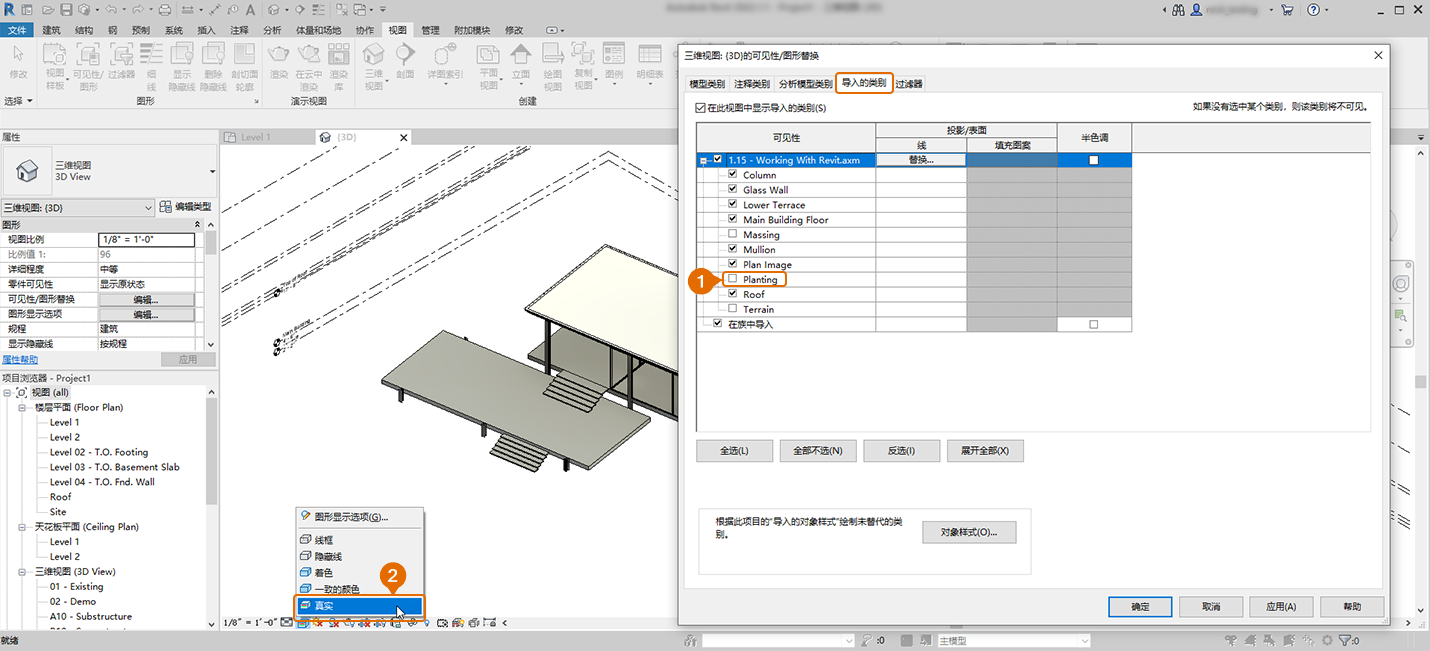 文件 建筑 结构 钢 预制 系统 插入 注释 分析 体量和场地 协作 视图 管理 附加模块 修改
修改 视图样板 可见性/图形 过滤器 细线 显示隐藏线 删除隐藏线 剖切面轮廓 渲染 在云中渲染 渲染库 三维视图 剖面 详图索引 平面视图 立面 绘图视图 复制视图 图例 明细表
选择 图形 演示视图 创建
属性
Level 1 {3D}
三维视图
3D View
三维视图: {3D} 编辑类型
图形
视图比例 1/8" = 1'-0"
比例值 1: 96
详细程度 中等
零件可见性 显示原状态
可见性/图形替换 编辑...
图形显示选项 编辑...
规程 建筑
显示隐藏线 按规程
属性帮助 应用
项目浏览器 - Project1
视图 (all)
楼层平面 (Floor Plan)
Level 1
Level 2
Level 02 - T.O. Footing
Level 03 - T.O. Basement Slab
Level 04 - T.O. Fnd. Wall
Roof
Site
天花板平面 (Ceiling Plan)
Level 1
Level 2
三维视图 (3D View)
01 - Existing
02 - Demo
A10 - Substructure
就绪
图形显示选项(G)...
线框
隐藏线
着色
一致的颜色
2
真实
1/8" = 1'-0"
:0
主模型
:0
三维视图: {3D}的可见性/图形替换
模型类别 注释类别 分析模型类别 导入的类别 过滤器
在此视图中显示导入的类别(S)
如果没有选中某个类别，则该类别将不可见。
可见性 投影/表面 半色调
线 填充图案
1.15 - Working With Revit.axm 替换...
Column
Glass Wall
Lower Terrace
Main Building Floor
Massing
Mullion
Plan Image
1
Planting
Roof
Terrain
在族中导入
全选(L) 全部不选(N) 反选(I) 展开全部(X)
根据此项目的"导入的对象样式"绘制未替代的类
别。
对象样式(O)...
确定 取消 应用(A) 帮助